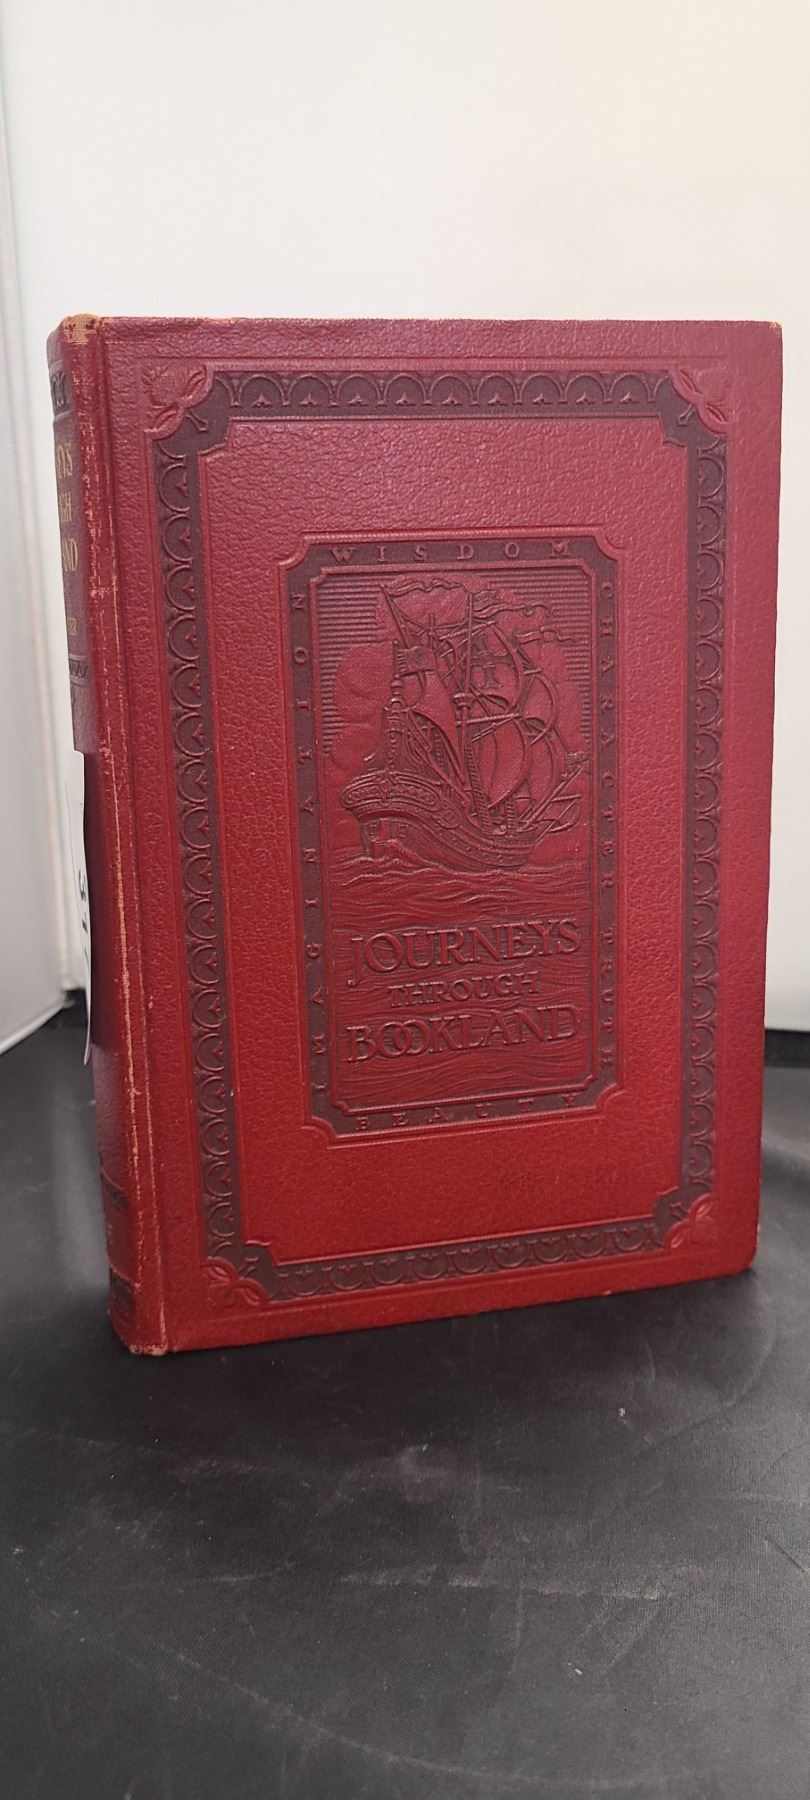 WISDOM
CHARACTER TRUTH
IMAGINATION
JOURNEYS
THROUGH
BOOKLAND
BEAUTY